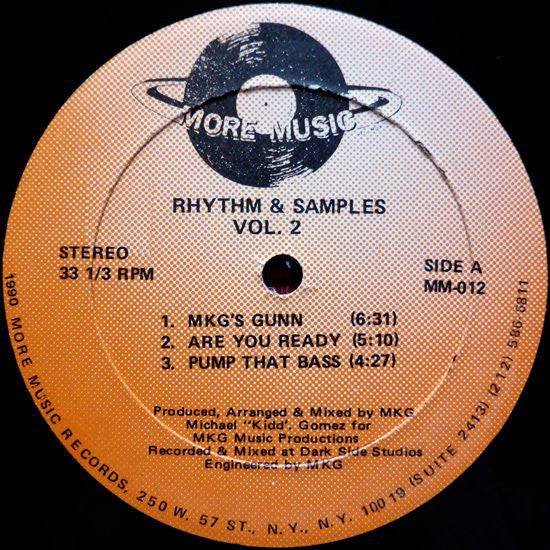 MORE MUSIC
RHYTHM & SAMPLES
VOL. 2
STEREO
33 1/3 RPM
SIDE A
MM-012
1. MKG'S GUNN (6:31)
2. ARE YOU READY (5:10)
3. PUMP THAT BASS (4:27)
Produced, Arranged & Mixed by MKG
Michael "Kidd'. Gomez for
MKG Music Productions
Recorded & Mixed at Dark Side Studios
Engineered by MKG
1990 MORE MUSIC RECORDS, 250 W. 57 ST., N.Y., N.Y. 10019 (SUITE 2413) (212) 586-6811